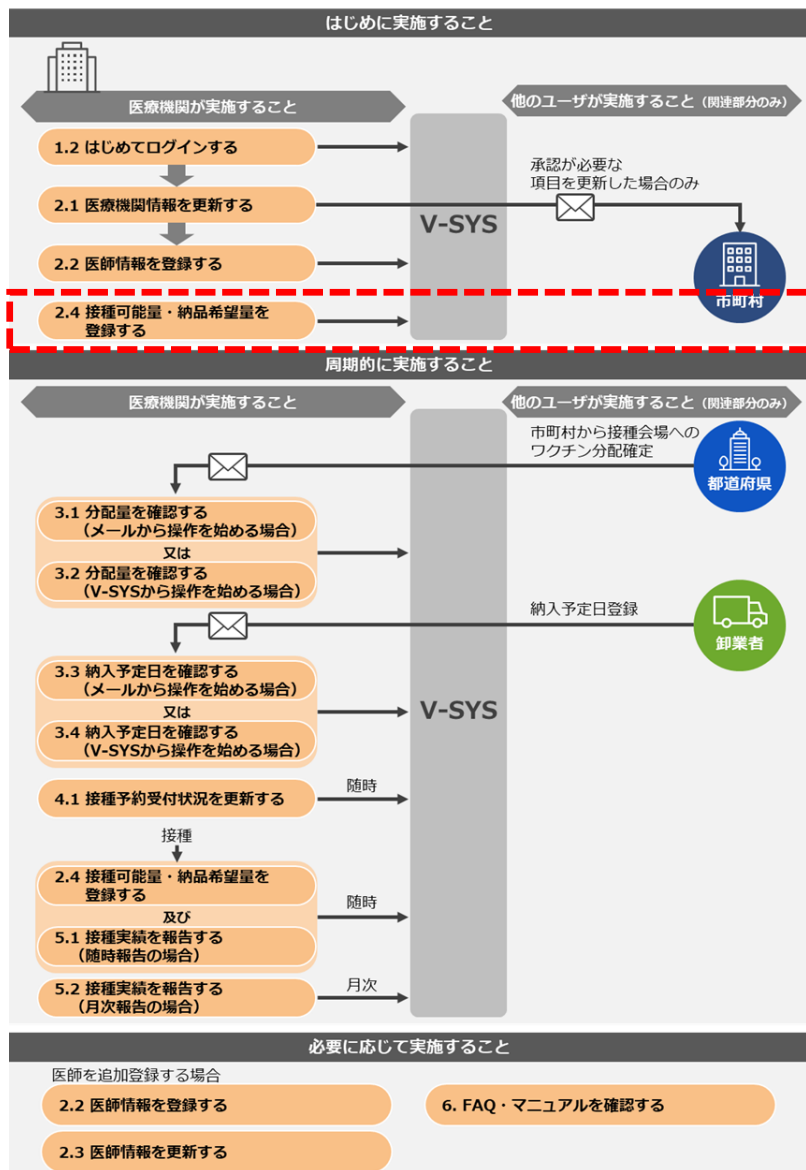 はじめに実施すること
医療機関が実施すること
他のユーザが実施すること（関連部分のみ）
1.2 はじめてログインする
承認が必要な
項目を更新した場合のみ
2.1 医療機関情報を更新する
V-SYS
2.2 医師情報を登録する
市町村
2.4 接種可能量・納品希望量を
登録する
周期的に実施すること
医療機関が実施すること
他のユーザが実施すること（関連部分のみ）
市町村から接種会場への
ワクチン分配確定
都道府県
3.1 分配量を確認する
（メールから操作を始める場合）
又は
3.2 分配量を確認する
（V-SYSから操作を始める場合）
納入予定日登録
卸業者
3.3 納入予定日を確認する
（メールから操作を始める場合）
又は
V-SYS
3.4 納入予定日を確認する
（V-SYSから操作を始める場合）
4.1 接種予約受付状況を更新する
随時
接種
2.4 接種可能量・納品希望量を
登録する
及び
随時
5.1 接種実績を報告する
（随時報告の場合）
5.2 接種実績を報告する
（月次報告の場合）
月次
必要に応じて実施すること
医師を追加登録する場合
2.2 医師情報を登録する
6. FAQ・マニュアルを確認する
2.3 医師情報を更新する